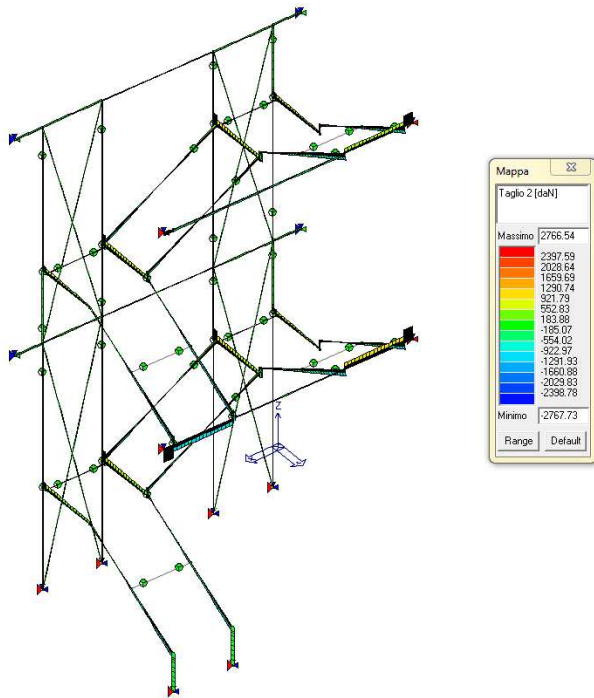 Mappa
Taglio 2 [daN]
Massimo 2766.54
2397.59
2028.64
1659.69
1290.74
921.79
552.83
183.88
-185.07
-554.02
-922.97
-1291.93
-1660.88
-2029.83
-2398.78
Minimo -2767.73
Range Default
Z